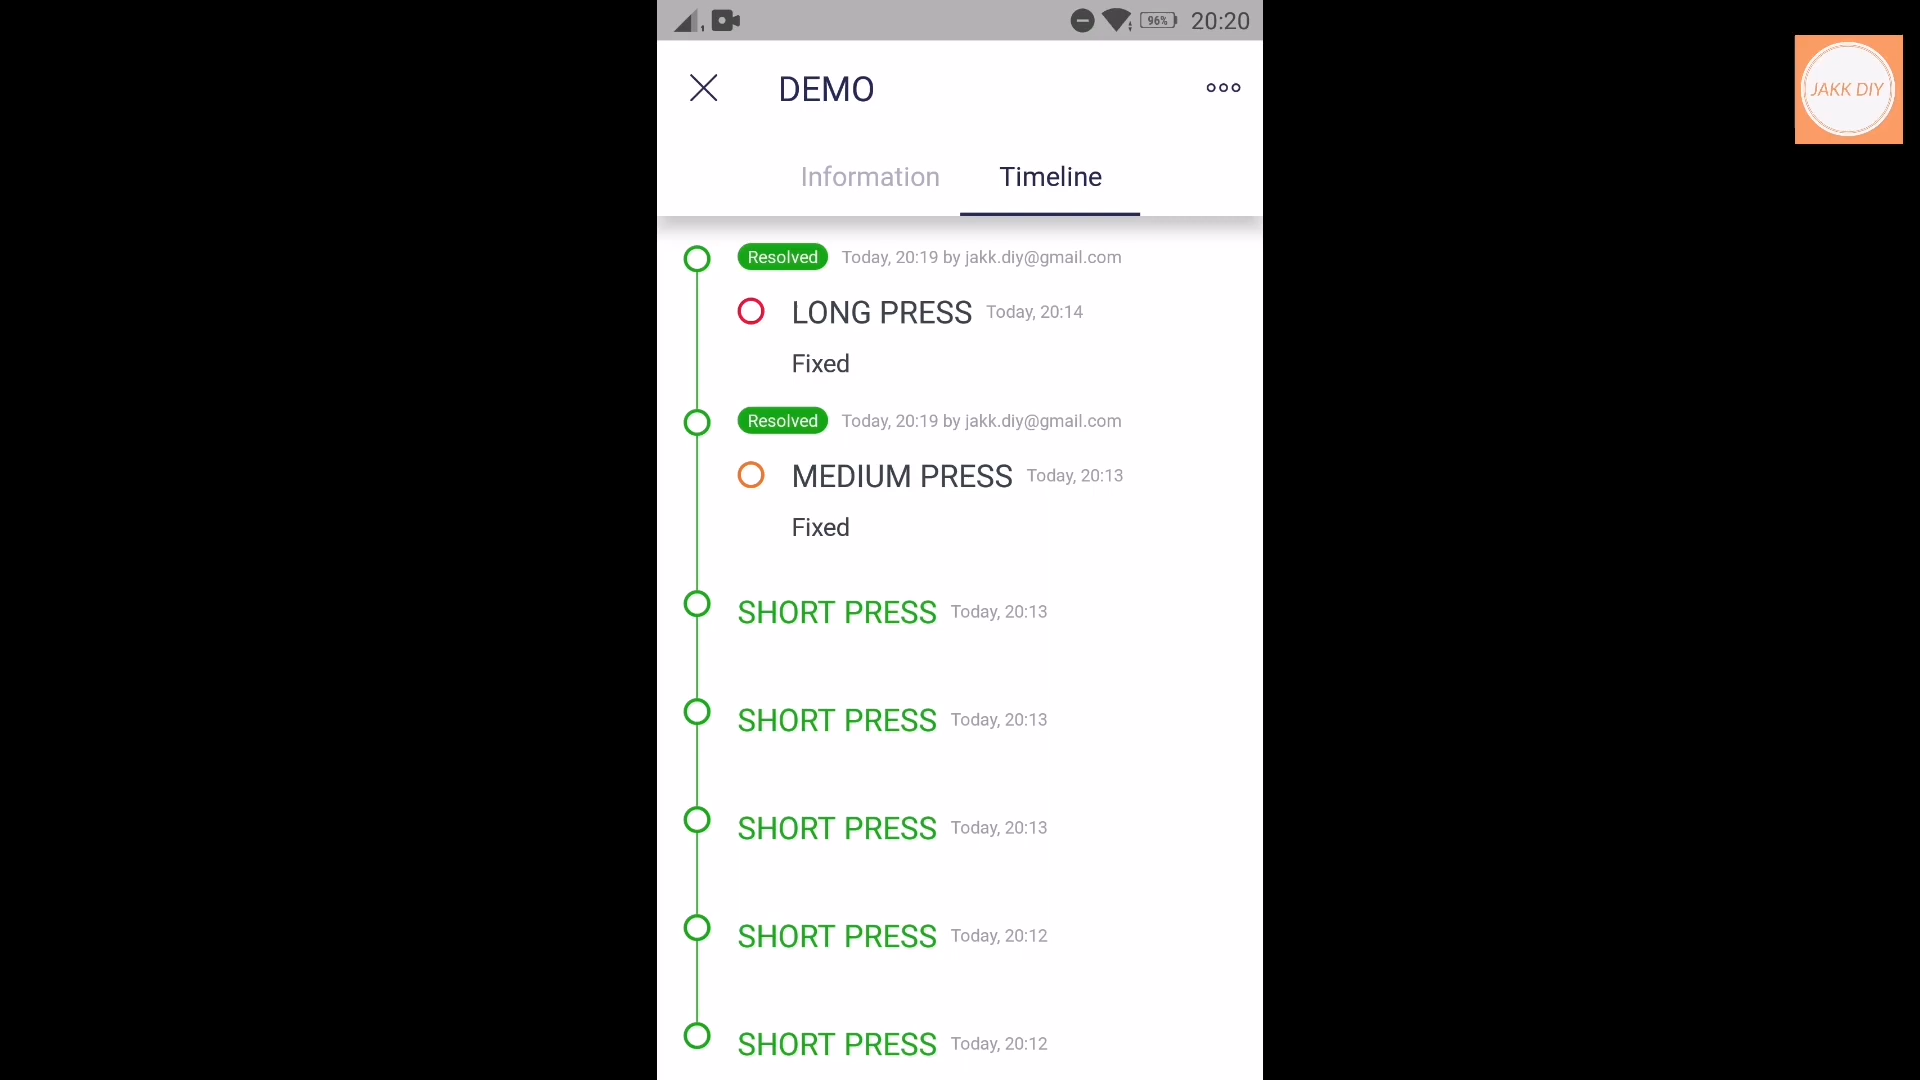 96%
20:20
JAKK DIY
DEMO
Information
Timeline
Resolved Today, 20:19 by jakk.diy@gmail.com
LONG PRESS Today, 20:14
Fixed
Resolved Today, 20:19 by jakk.diy@gmail.com
MEDIUM PRESS Today, 20:13
Fixed
SHORT PRESS Today, 20:13
SHORT PRESS Today, 20:13
SHORT PRESS Today, 20:13
SHORT PRESS Today, 20:12
SHORT PRESS Today, 20:12